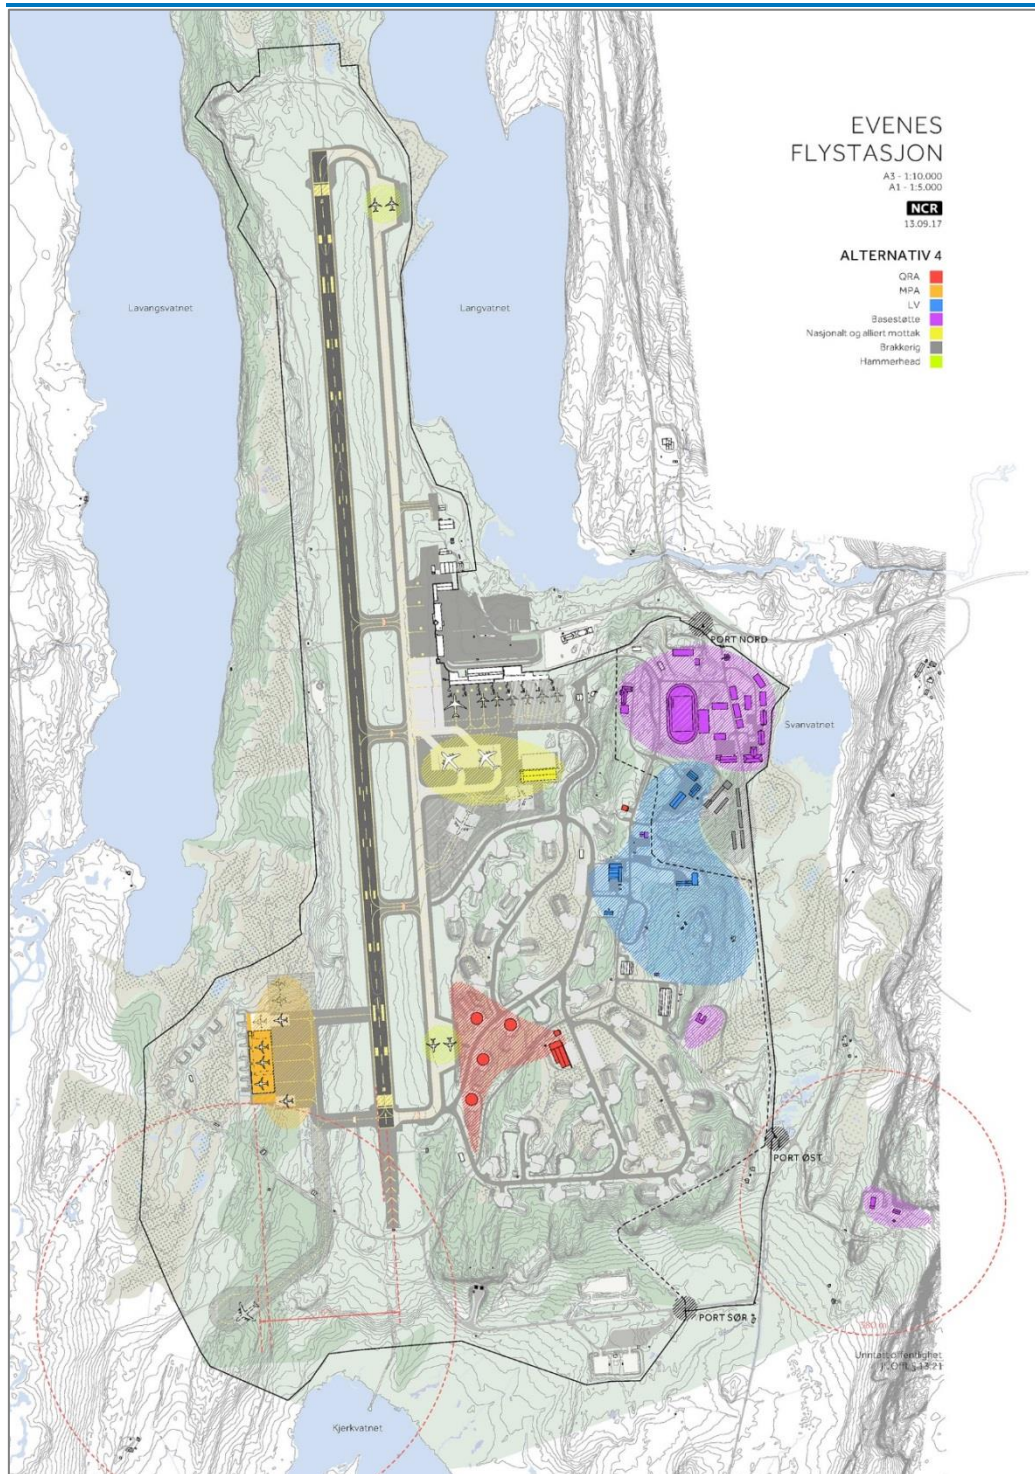 EVENES
FLYSTASJON
A3 - 1:10.000
A1 - 1:5.000
NCR
13.09.17
ALTERNATIV 4
QRA
MPA
LV
Basestøtte
Nasjonalt og alliert mottak
Brakkerig
Hammerhead
Lavangsvatnet
Langvatnet
PORT NORD
Svanvatnet
PORT ØST
PORT SØR
Unntatt offentlighet
Kjerkvatnet